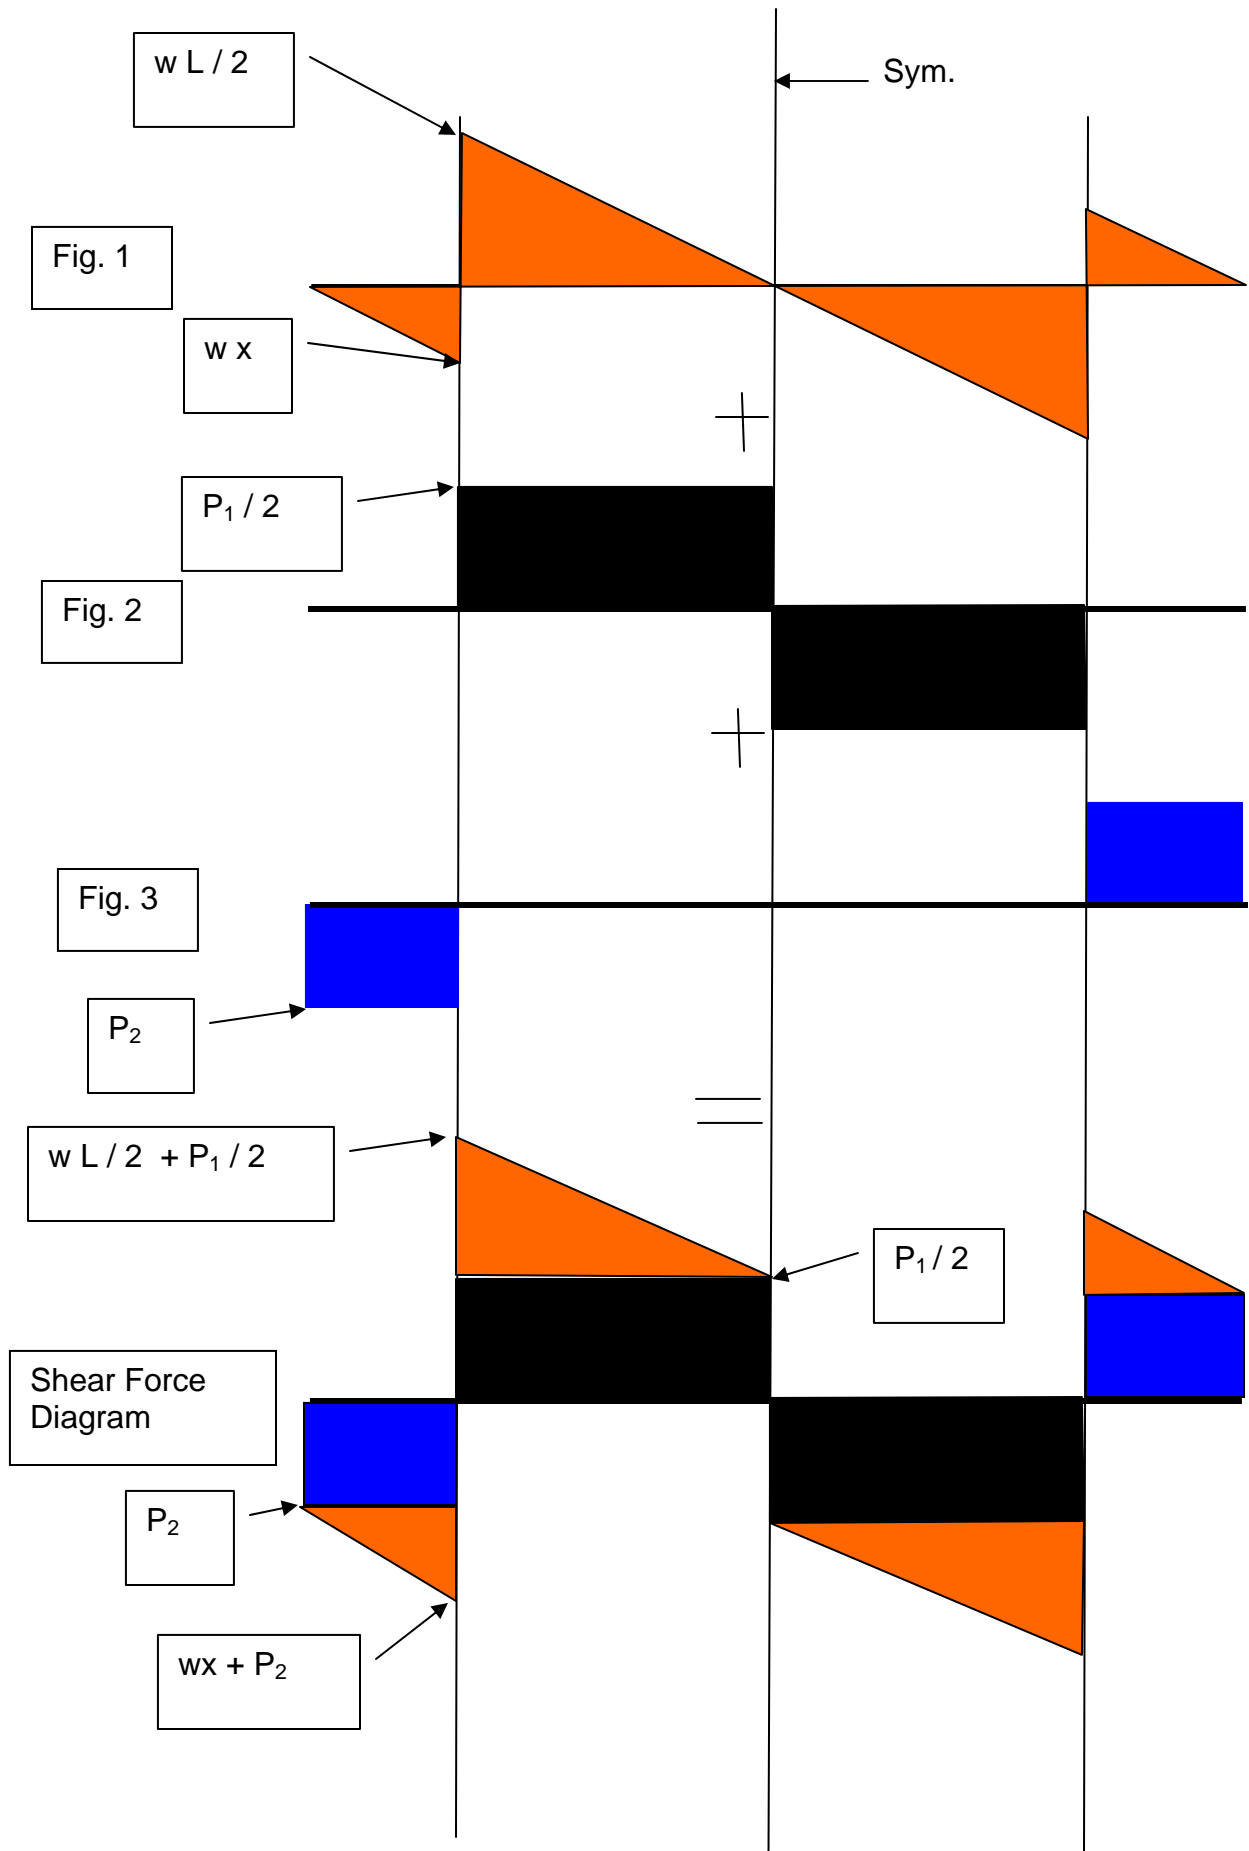 w L / 2
Sym.
Fig. 1
w x
P₁ / 2
Fig. 2
Fig. 3
P₂
w L / 2 + P₁ / 2
P₁ / 2
Shear Force
Diagram
P₂
wx + P₂